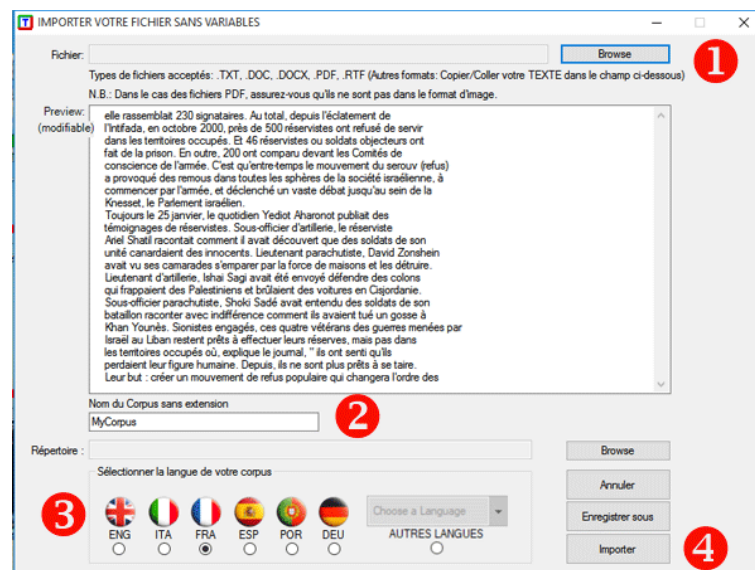 IMPORTER VOTRE FICHIER SANS VARIABLES
Fichier:
Browse
1
Types de fichiers acceptés: .TXT, .DOC, .DOCX, .PDF, .RTF (Autres formats: Copier/Coller votre TEXTE dans le champ ci-dessous)
N.B.: Dans le cas des fichiers PDF, assurez-vous qu'ils ne sont pas dans le format d'image.
Preview:
(modifiable)
elle rassemblait 230 signataires. Au total, depuis l'éclatement de
l'Intifada, en octobre 2000, près de 500 réservistes ont refusé de servir
dans les territoires occupés. Et 46 réservistes ou soldats objecteurs ont
fait de la prison. En outre, 200 ont comparu devant les Comités de
conscience de l'armée. C'est qu'entre-temps le mouvement du serouv (refus)
a provoqué des remous dans toutes les sphères de la société israélienne, à
commencer par l'armée, et déclenché un vaste débat jusqu'au sein de la
Knesset, le Parlement israélien.
Toujours le 25 janvier, le quotidien Yediot Aharonot publiait des
témoignages de réservistes. Sous-officier d'artillerie, le réserviste
Ariel Shatil racontait comment il avait découvert que des soldats de son
unité canardaient des innocents. Lieutenant parachutiste, David Zonshein
avait vu ses camarades s'emparer par la force de maisons et les détruire.
Lieutenant d'artillerie, Ishai Sagi avait été envoyé défendre des colons
qui frappaient des Palestiniens et brûlaient des voitures en Cisjordanie.
Sous-officier parachutiste, Shoki Sadé avait entendu des soldats de son
bataillon raconter avec indifférence comment ils avaient tué un gosse à
Khan Younès. Sionistes engagés, ces quatre vétérans des guerres menées par
Israël au Liban restent prêts à effectuer leurs réserves, mais pas dans
les territoires occupés où, explique le journal, " ils ont senti qu'ils
perdaient leur figure humaine. Depuis, ils ne sont plus prêts à se taire.
Leur but : créer un mouvement de refus populaire qui changera l'ordre des
Nom du Corpus sans extension
MyCorpus
2
Répertoire :
Browse
Sélectionner la langue de votre corpus
3
ENG ITA FRA ESP POR DEU
Choose a Language
AUTRES LANGUES
Annuler
Enregistrer sous
Importer
4